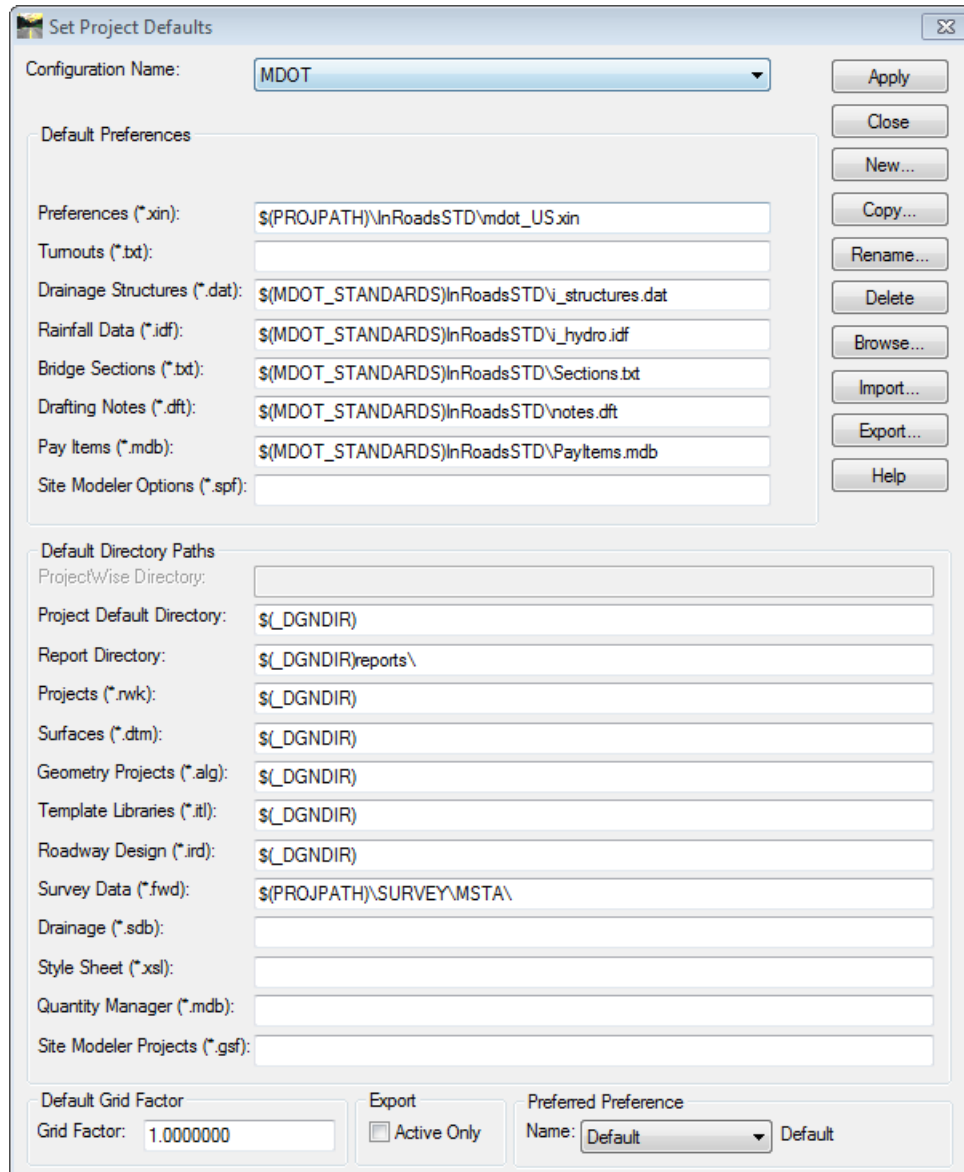 Set Project Defaults
Configuration Name: MDOT Apply
Close
Default Preferences
New...
Preferences (*.xin): $(PROJPATH)\InRoadsSTD\mdot_US.xin Copy...
Turnouts (*.txt): Rename...
Drainage Structures (*.dat): $(MDOT_STANDARDS)InRoadsSTD\i_structures.dat Delete
Rainfall Data (*.idf): $(MDOT_STANDARDS)InRoadsSTD\i_hydro.idf Browse...
Bridge Sections (*.txt): $(MDOT_STANDARDS)InRoadsSTD\Sections.txt Import...
Drafting Notes (*.dft): $(MDOT_STANDARDS)InRoadsSTD\notes.dft Export...
Pay Items (*.mdb): $(MDOT_STANDARDS)InRoadsSTD\PayItems.mdb
Site Modeler Options (*.spf): Help
Default Directory Paths
ProjectWise Directory:
Project Default Directory: $(_DGNDIR)
Report Directory: $(_DGNDIR)reports\
Projects (*.rwk): $(_DGNDIR)
Surfaces (*.dtm): $(_DGNDIR)
Geometry Projects (*.alg): $(_DGNDIR)
Template Libraries (*.itl): $(_DGNDIR)
Roadway Design (*.ird): $(_DGNDIR)
Survey Data (*.fwd): $(PROJPATH)\SURVEY\MSTA\
Drainage (*.sdb):
Style Sheet (*.xsl):
Quantity Manager (*.mdb):
Site Modeler Projects (*.gsf):
Default Grid Factor Export Preferred Preference
Grid Factor: 1.0000000 Active Only Name: Default Default